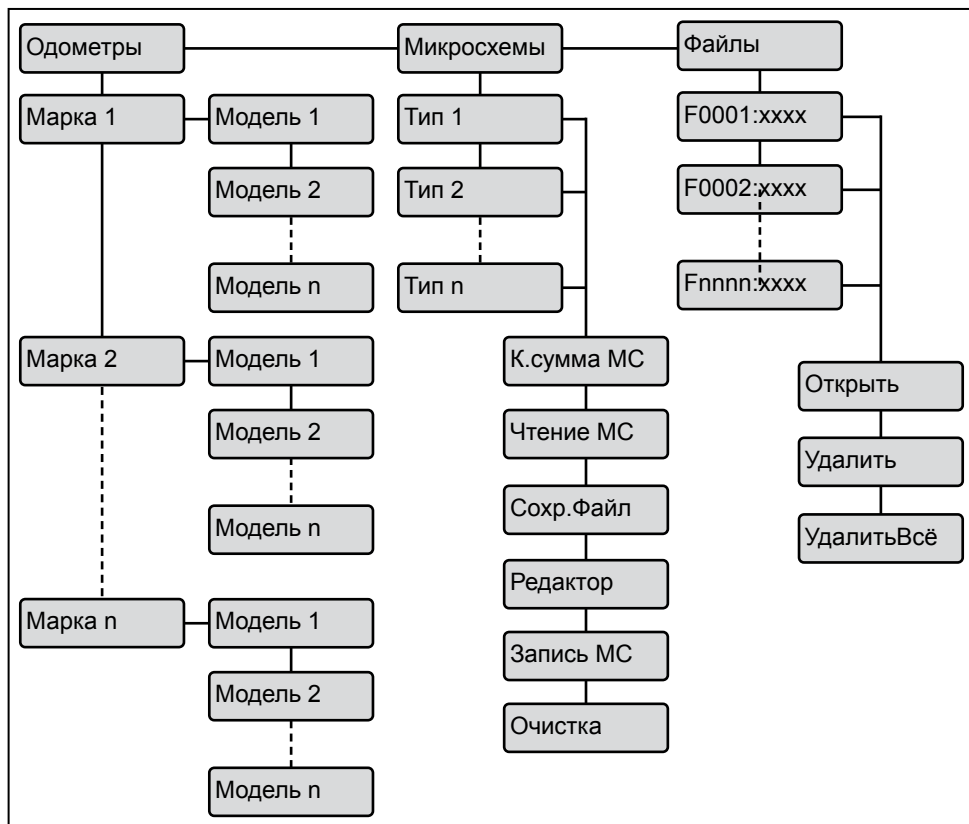 Одометры
Микросхемы
Файлы
Марка 1
Модель 1
Модель 2
Модель n
Марка 2
Модель 1
Модель 2
Модель n
Марка n
Модель 1
Модель 2
Модель n
Тип 1
Тип 2
Тип n
К.сумма МС
Чтение МС
Сохр.Файл
Редактор
Запись МС
Очистка
F0001:xxxx
F0002:xxxx
Fnnnn:xxxx
Открыть
Удалить
УдалитьВсё